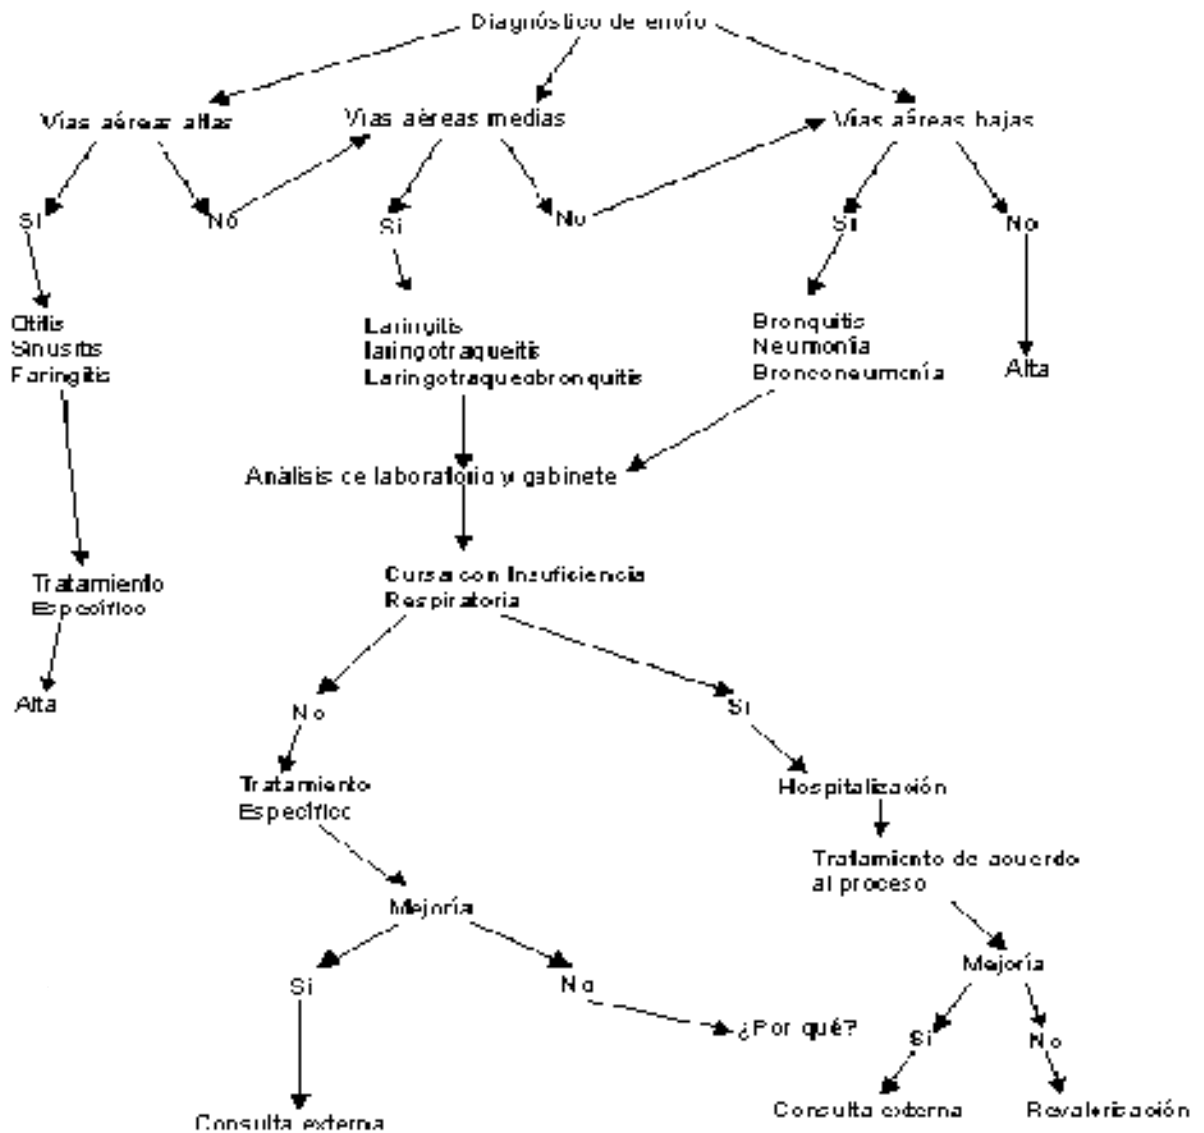 Diagnóstico de envío
Vías aéreas altas
Vías aéreas medias
Vías aéreas bajas
Si
Nó
Si
No
Si
No
Otitis
Sinusitis
Faringitis
Laringitis
laringotraqueitis
Laringotraqueobronquitis
Bronquitis
Neumonía
Bronconeumonía
Alta
Análisis de laboratorio y gabinete
Tratamiento
Específico
Cursa con Insuficiencia
Respiratoria
Alta
No
Si
Tratamiento
Específico
Hospitalización
Tratamiento de acuerdo
al proceso
Mejoría
Mejoría
Si
No
¿Por qué?
Si
No
Consulta externa
Consulta externa
Revalorisación